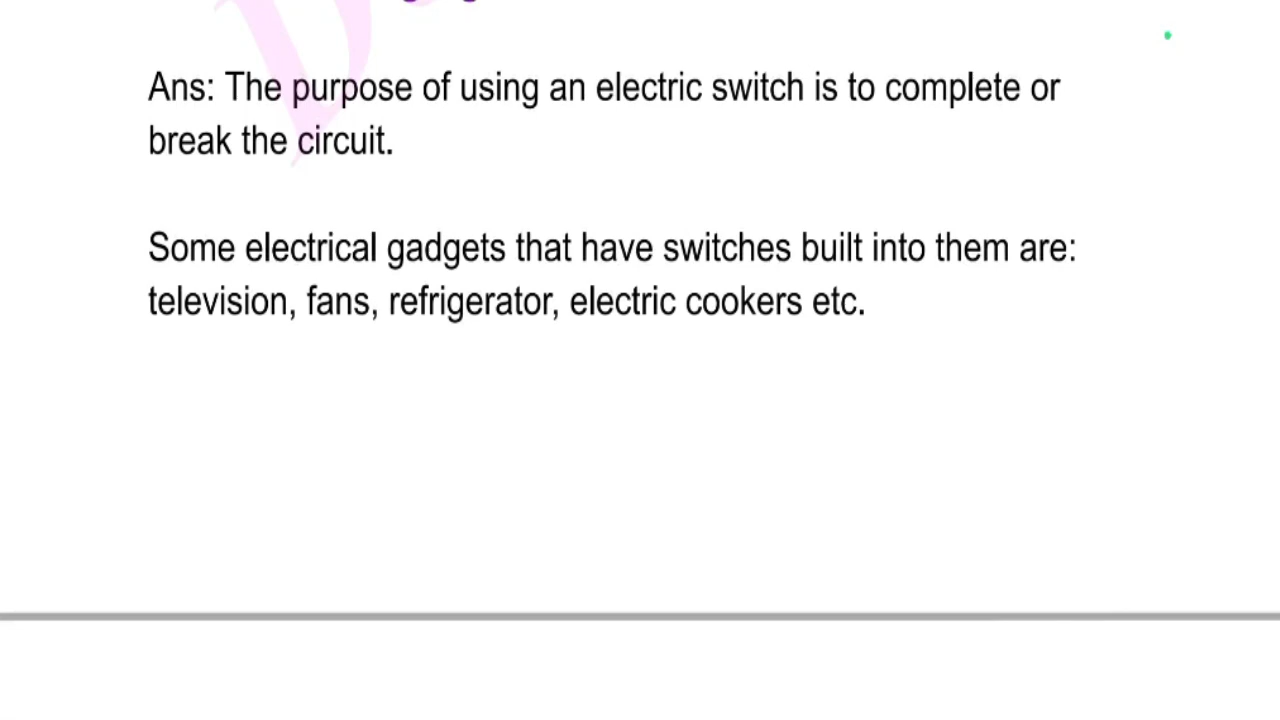 Ans: The purpose of using an electric switch is to complete or
break the circuit.
Some electrical gadgets that have switches built into them are:
television, fans, refrigerator, electric cookers etc.